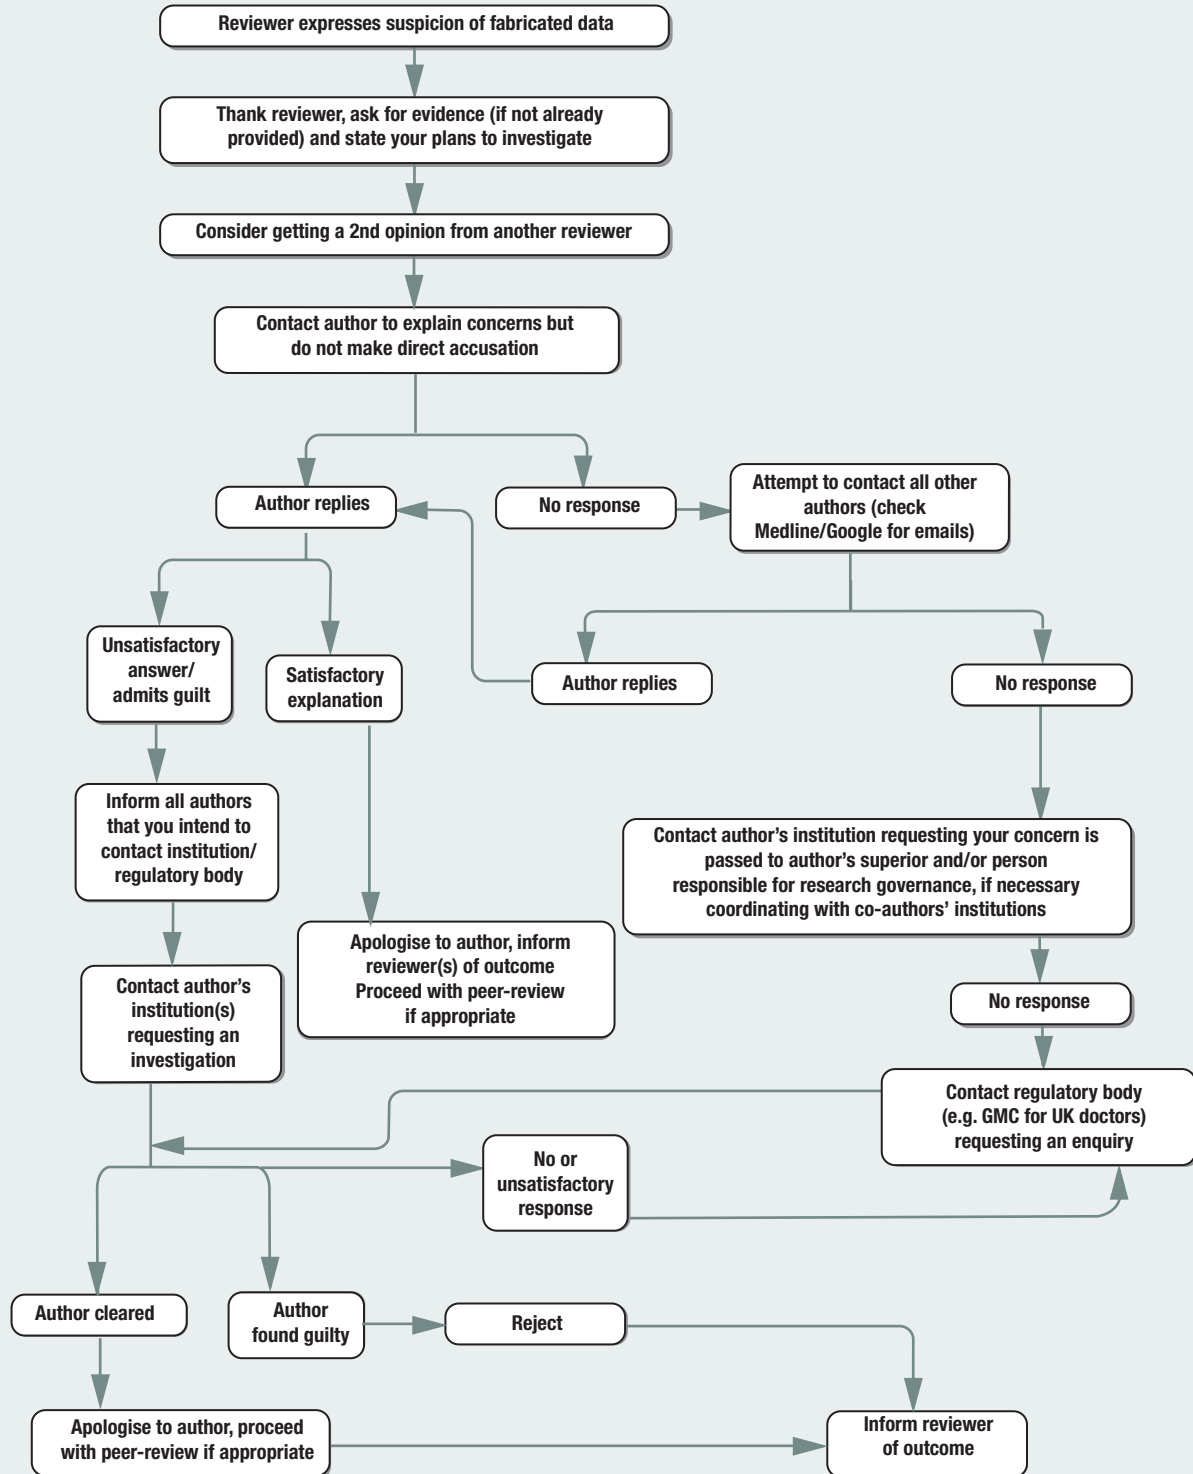 Reviewer expresses suspicion of fabricated data
Thank reviewer, ask for evidence (if not already
provided) and state your plans to investigate
Consider getting a 2nd opinion from another reviewer
Contact author to explain concerns but
do not make direct accusation
Author replies
No response
Attempt to contact all other
authors (check
Medline/Google for emails)
Unsatisfactory
answer/
admits guilt
Satisfactory
explanation
Author replies
No response
Inform all authors
that you intend to
contact institution/
regulatory body
Contact author's institution requesting your concern is
passed to author's superior and/or person
responsible for research governance, if necessary
coordinating with co-authors' institutions
Apologise to author, inform
reviewer(s) of outcome
Proceed with peer-review
if appropriate
Contact author's
institution(s)
requesting an
investigation
No response
Contact regulatory body
(e.g. GMC for UK doctors)
requesting an enquiry
No or
unsatisfactory
response
Author cleared
Author
found guilty
Reject
Apologise to author, proceed
with peer-review if appropriate
Inform reviewer
of outcome